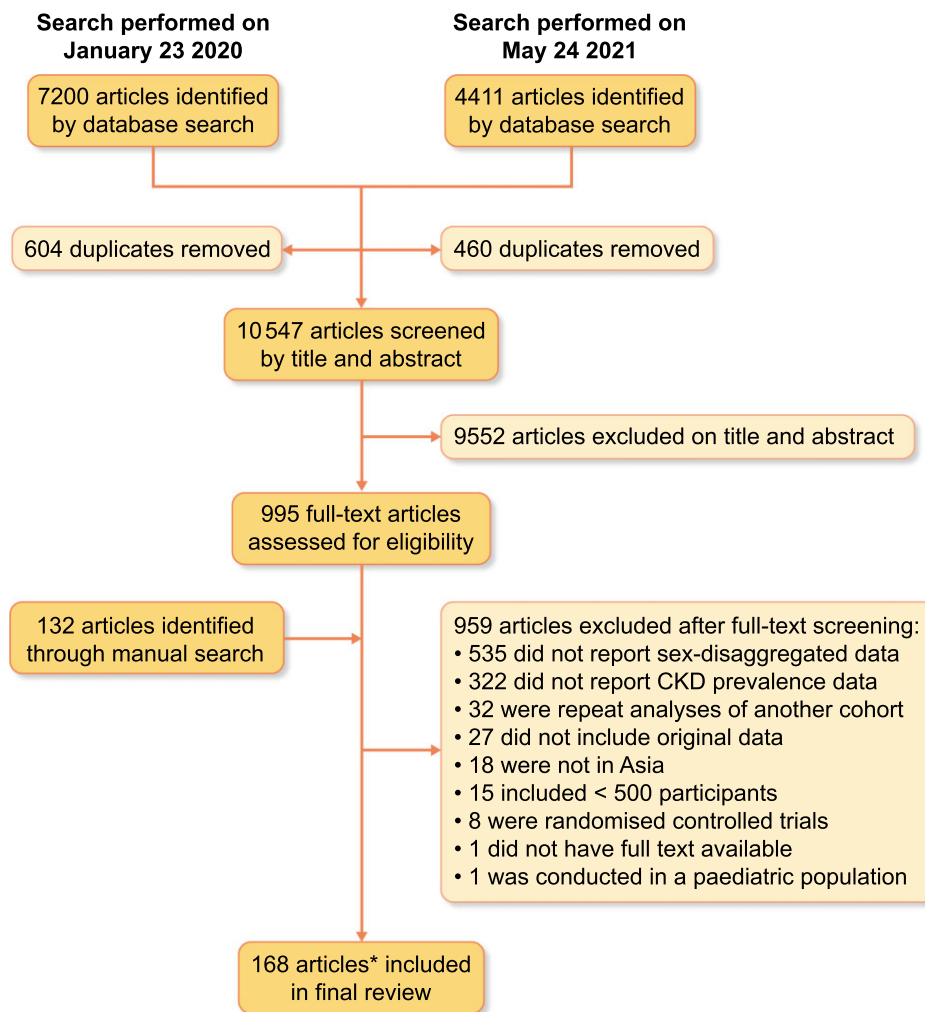 Search performed on
January 23 2020
Search performed on
May 24 2021
7200 articles identified
by database search
4411 articles identified
by database search
604 duplicates removed
460 duplicates removed
10 547 articles screened
by title and abstract
9552 articles excluded on title and abstract
995 full-text articles
assessed for eligibility
132 articles identified
through manual search
959 articles excluded after full-text screening:
• 535 did not report sex-disaggregated data
• 322 did not report CKD prevalence data
• 32 were repeat analyses of another cohort
• 27 did not include original data
• 18 were not in Asia
• 15 included < 500 participants
• 8 were randomised controlled trials
• 1 did not have full text available
• 1 was conducted in a paediatric population
168 articles* included
in final review